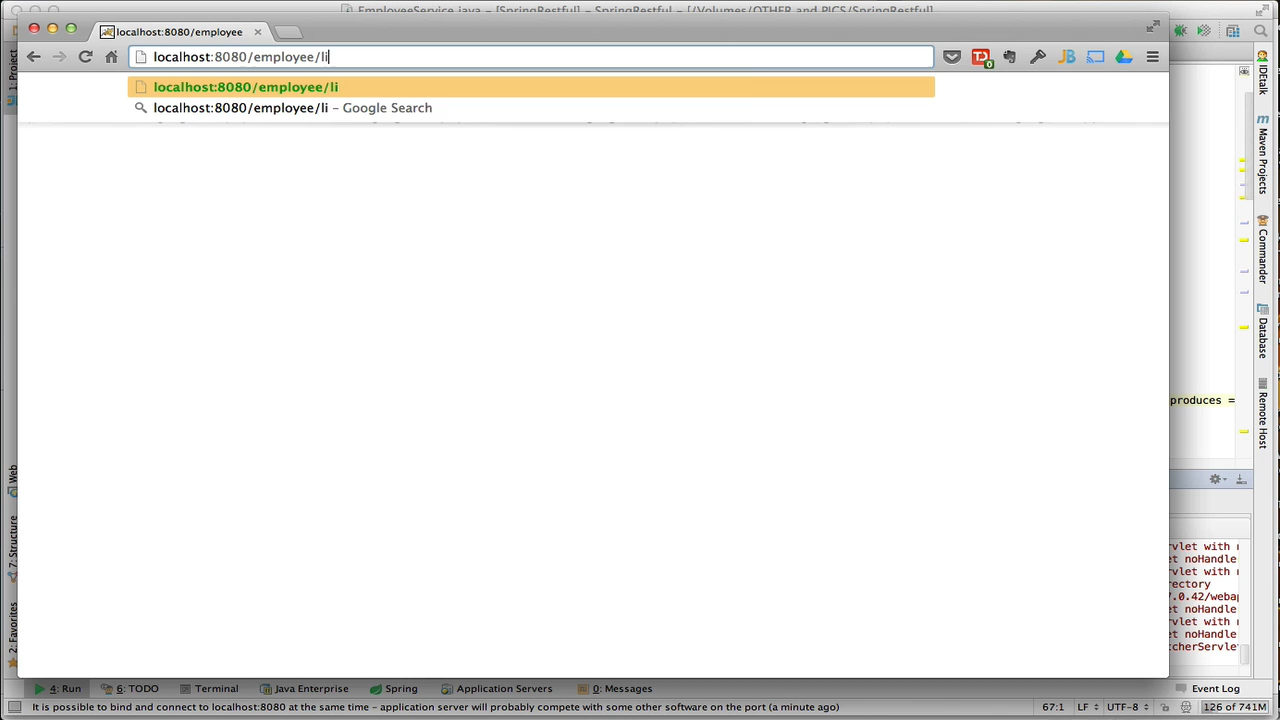 EmployeeService.java - [SpringRestful] - SpringRestful - [/Volumes/OTHER and PICS/SpringRestful]
localhost:8080/employee
localhost:8080/employee/li
localhost:8080/employee/li
localhost:8080/employee/li – Google Search
1: Project
Web
7: Structure
2: Favorites
IDEtalk
Maven Projects
Commander
Database
Remote Host
produces =
rvlet with n
et noHandle
rvlet with n
rectory
7.0.42/webap
et noHandle
rvlet with n
et noHandle
tcherServle
4: Run
6: TODO
Terminal
Java Enterprise
Spring
Application Servers
0: Messages
Event Log
It is possible to bind and connect to localhost:8080 at the same time - application server will probably compete with some other software on the port (a minute ago)
67:1 LF UTF-8 126 of 741M